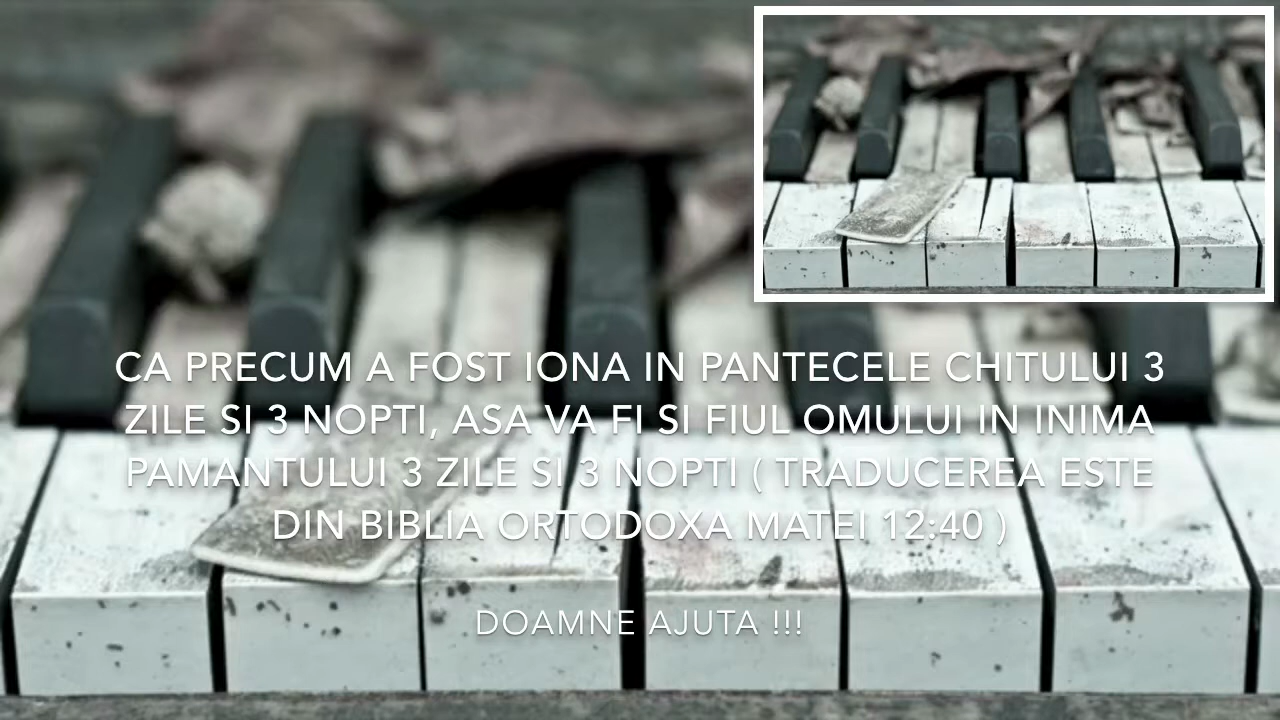 CA PRECUM A FOST IONA IN PANTECELE CHITULUI 3
ZILE SI 3 NOPTI, ASA VA FI SI FIUL OMULUI IN INIMA
PAMANTULUI 3 ZILE SI 3 NOPTI ( TRADUCEREA ESTE
DIN BIBLIA ORTODOXA MATEI 12:40 )
DOAMNE AJUTA !!!